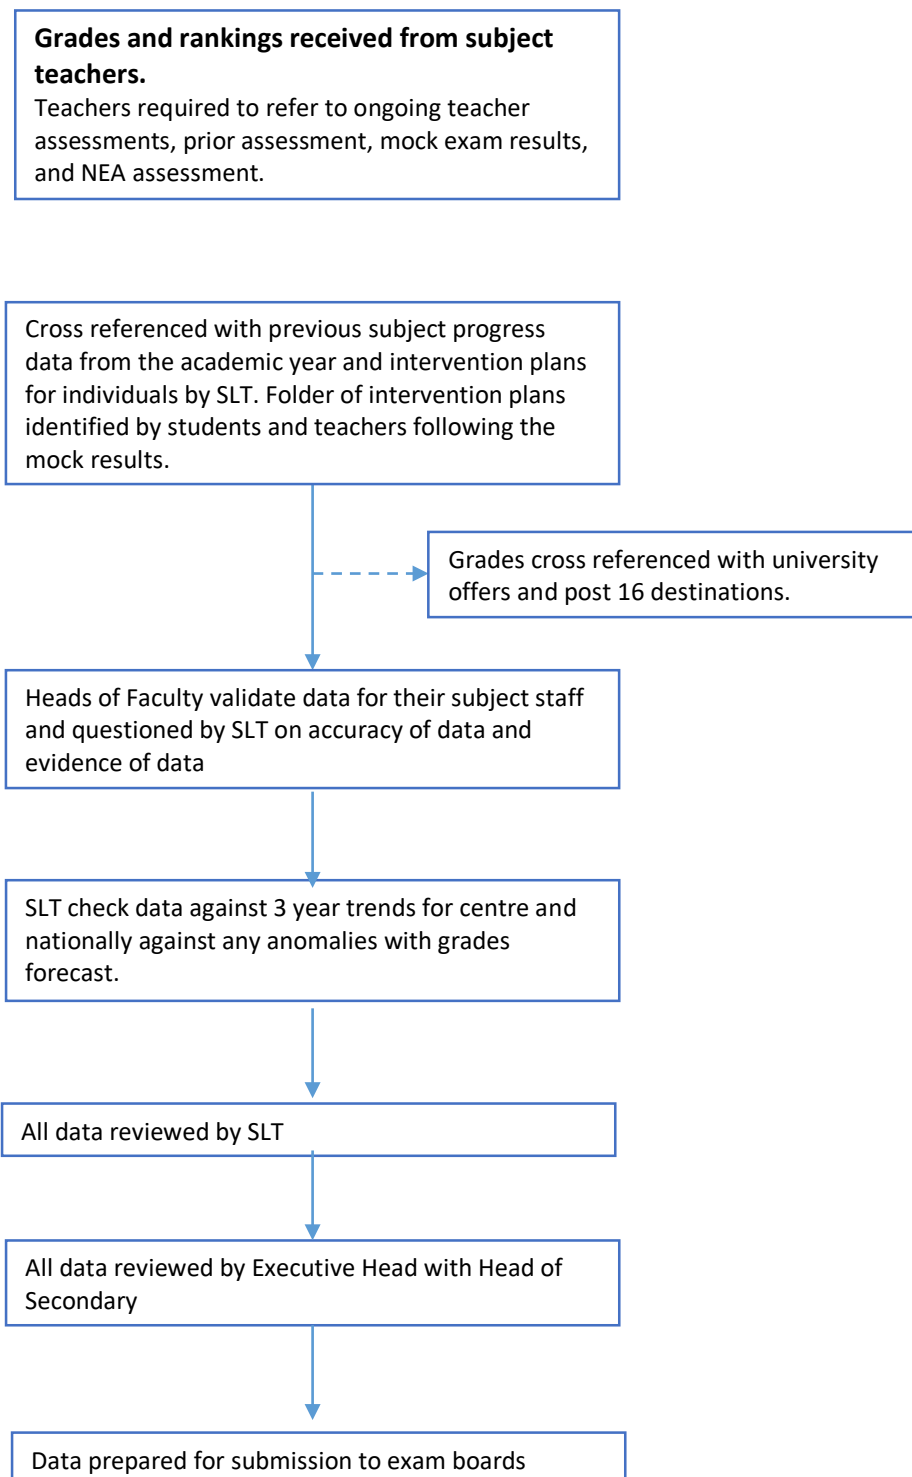 Grades and rankings received from subject
teachers.
Teachers required to refer to ongoing teacher
assessments, prior assessment, mock exam results,
and NEA assessment.
Cross referenced with previous subject progress
data from the academic year and intervention plans
for individuals by SLT. Folder of intervention plans
identified by students and teachers following the
mock results.
Grades cross referenced with university
offers and post 16 destinations.
Heads of Faculty validate data for their subject staff
and questioned by SLT on accuracy of data and
evidence of data
SLT check data against 3 year trends for centre and
nationally against any anomalies with grades
forecast.
All data reviewed by SLT
All data reviewed by Executive Head with Head of
Secondary
Data prepared for submission to exam boards